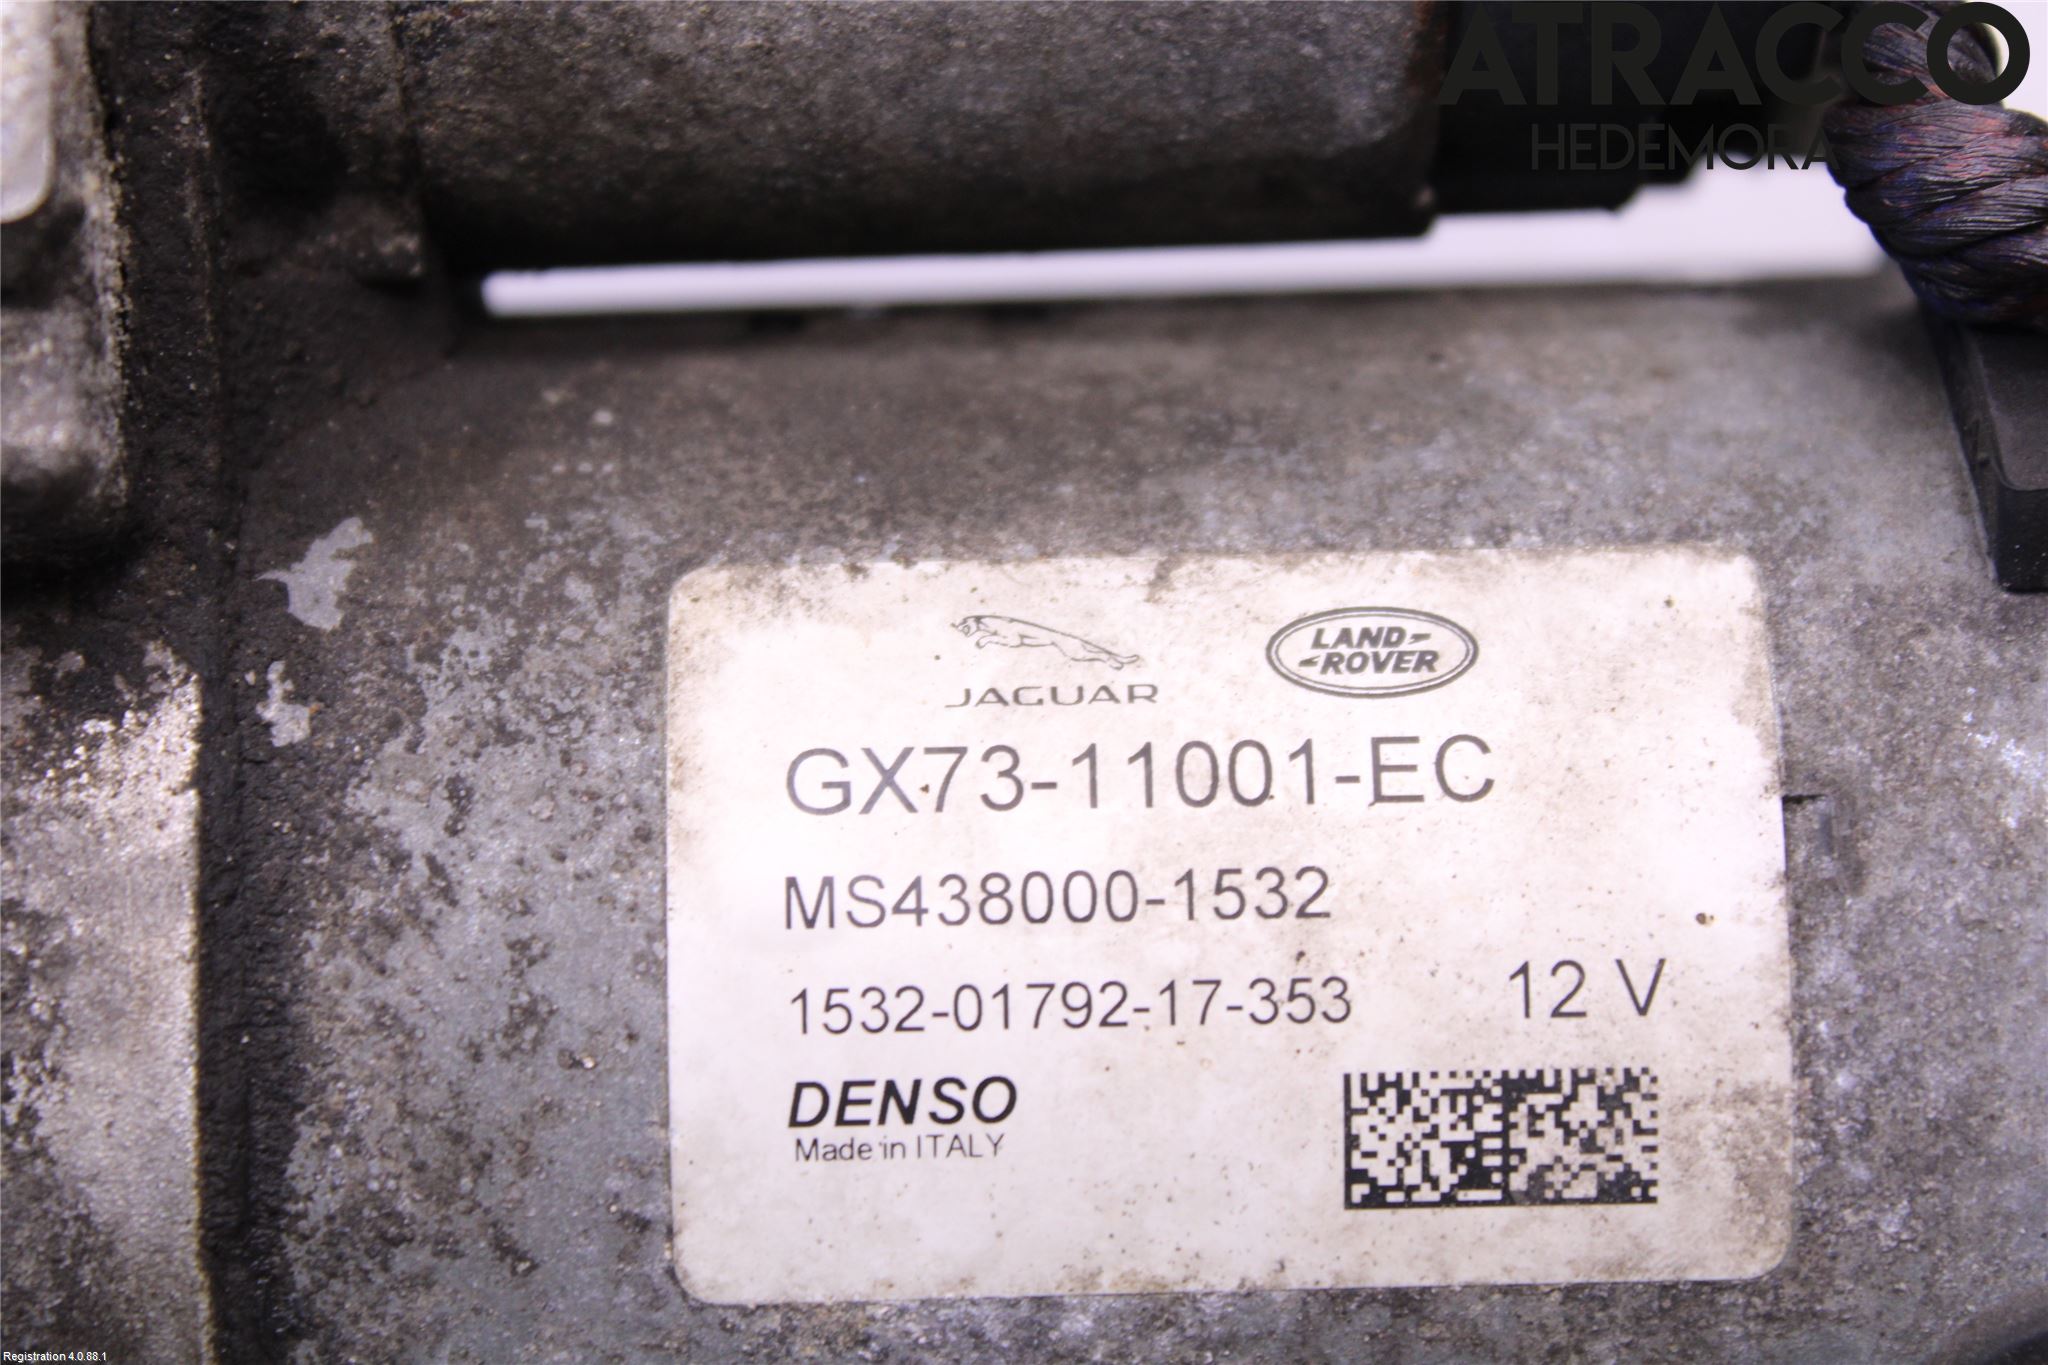 ATRACCO
HEDEMORA
JAGUAR
LAND-
-ROVER
GX73-11001-EC
MS438000-1532
1532-01792-17-353 12 V
DENSO
Made in ITALY
Registration 4.0.88.1